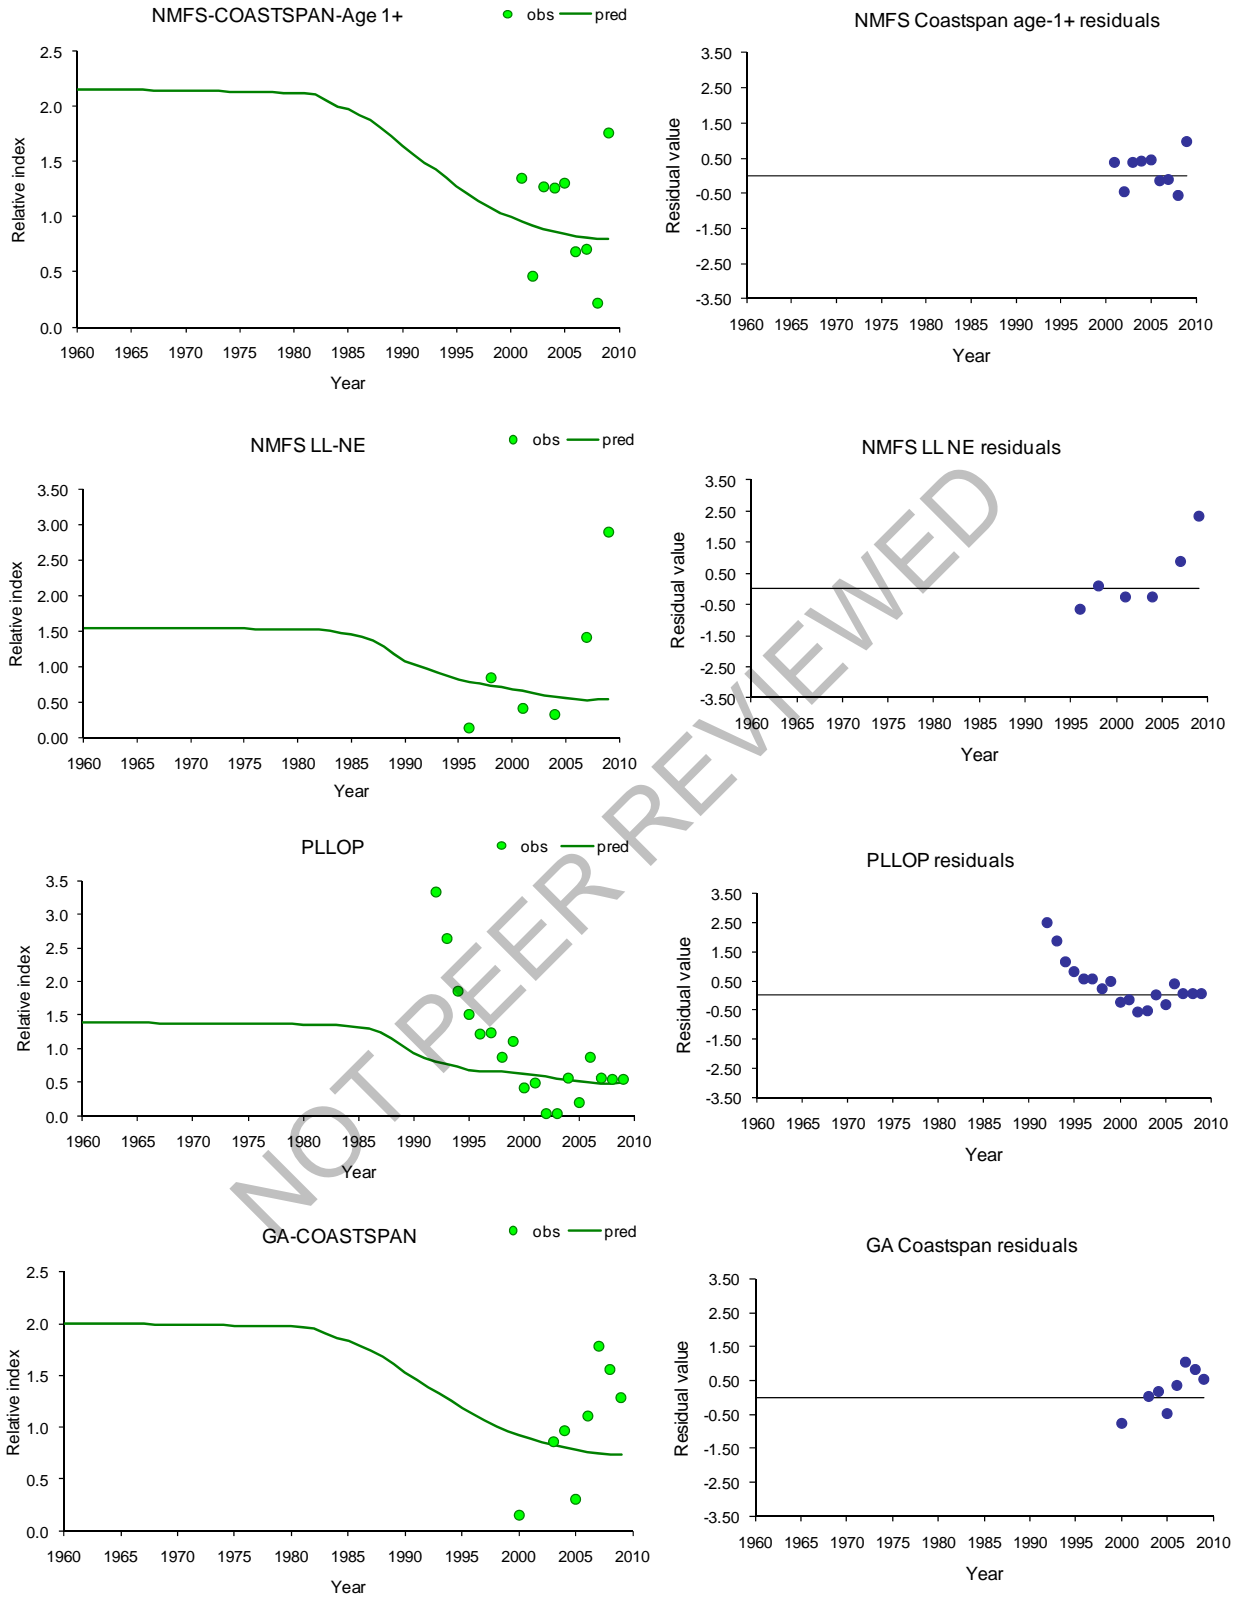 NMFS-COASTSPAN-Age 1+
obs pred
2.5
2.0
1.5
1.0
0.5
0.0
Relative index
1960 1965 1970 1975 1980 1985 1990 1995 2000 2005 2010
Year
NMFS Coastspan age-1+ residuals
3.50
2.50
1.50
0.50
-0.50
-1.50
-2.50
-3.50
Residual value
1960 1965 1970 1975 1980 1985 1990 1995 2000 2005 2010
Year
NMFS LL-NE
obs pred
3.50
3.00
2.50
2.00
1.50
1.00
0.50
0.00
Relative index
1960 1965 1970 1975 1980 1985 1990 1995 2000 2005 2010
Year
NMFS LL NE residuals
3.50
2.50
1.50
0.50
-0.50
-1.50
-2.50
-3.50
Residual value
1960 1965 1970 1975 1980 1985 1990 1995 2000 2005 2010
Year
PLLOP
obs pred
3.5
3.0
2.5
2.0
1.5
1.0
0.5
0.0
Relative index
1960 1965 1970 1975 1980 1985 1990 1995 2000 2005 2010
Year
PLLOP residuals
3.50
2.50
1.50
0.50
-0.50
-1.50
-2.50
-3.50
Residual value
1960 1965 1970 1975 1980 1985 1990 1995 2000 2005 2010
Year
GA-COASTSPAN
obs pred
2.5
2.0
1.5
1.0
0.5
0.0
Relative index
1960 1965 1970 1975 1980 1985 1990 1995 2000 2005 2010
Year
GA Coastspan residuals
3.50
2.50
1.50
0.50
-0.50
-1.50
-2.50
-3.50
Residual value
1960 1965 1970 1975 1980 1985 1990 1995 2000 2005 2010
Year
NOT PEER REVIEWED